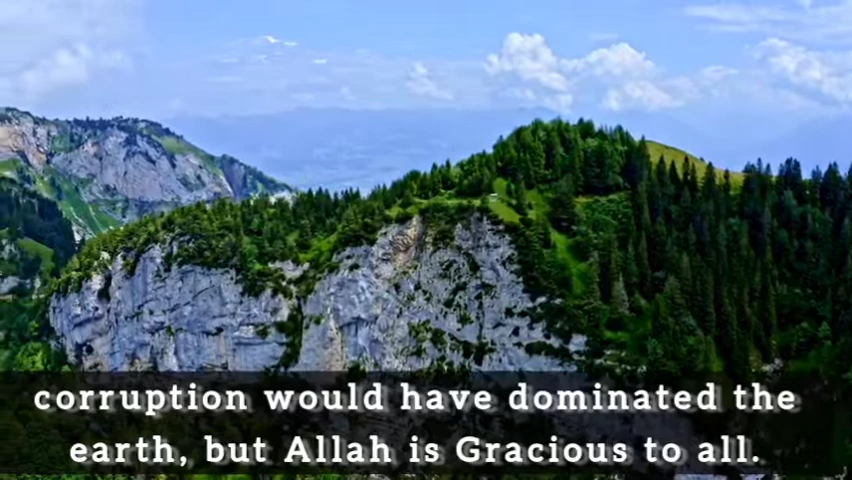 corruption would have dominated the
earth, but Allah is Gracious to all.